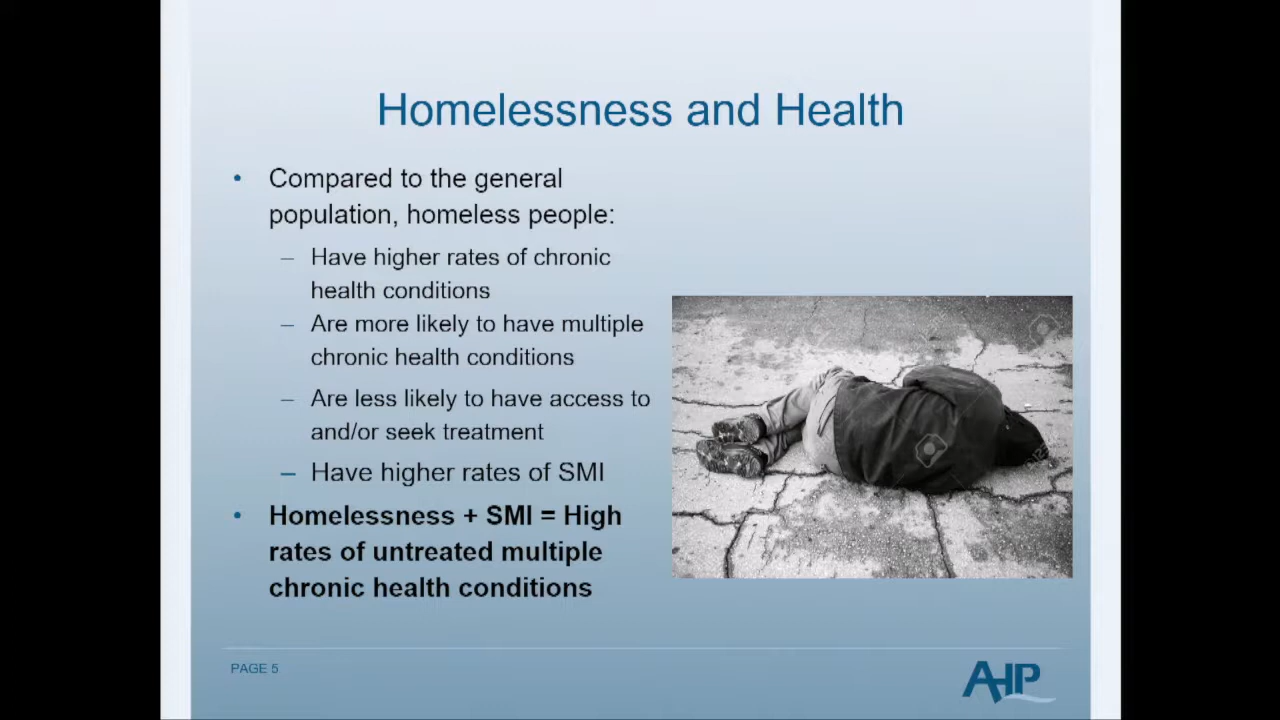 Homelessness and Health
• Compared to the general
population, homeless people:
– Have higher rates of chronic
health conditions
– Are more likely to have multiple
chronic health conditions
– Are less likely to have access to
and/or seek treatment
– Have higher rates of SMI
• Homelessness + SMI = High
rates of untreated multiple
chronic health conditions
PAGE 5
AHP